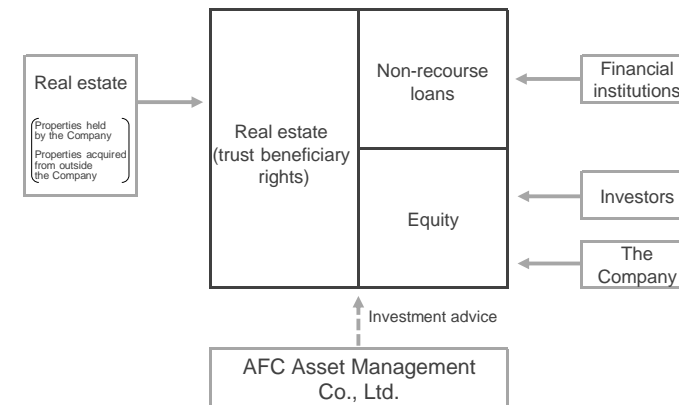 Real estate
Properties held
by the Company
Properties acquired
from outside
the Company
Real estate
(trust beneficiary
rights)
Non-recourse
loans
Equity
Financial
institutions
Investors
The
Company
Investment advice
AFC Asset Management
Co., Ltd.